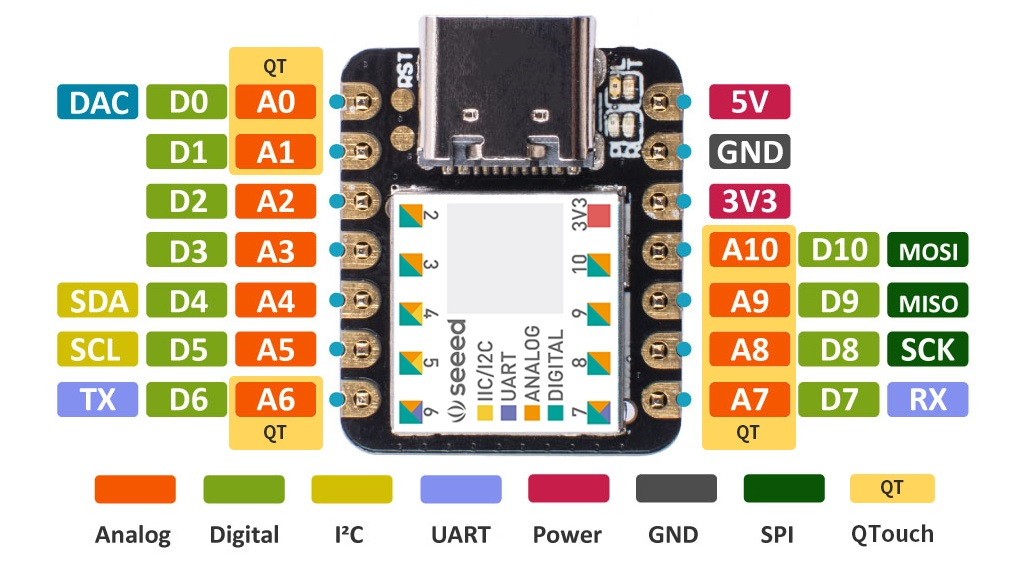 QT
DAC D0 A0 RST 5V
D1 A1 GND
D2 A2 2 3V3 3V3
D3 A3 3 10 A10 D10 MOSI
SDA D4 A4 4 9 A9 D9 MISO
SCL D5 A5 5 8 A8 D8 SCK
TX D6 A6 6 7 A7 D7 RX
seeed
IIC/I2C
UART
ANALOG
DIGITAL
QT QT
QT
Analog Digital I²C UART Power GND SPI QTouch